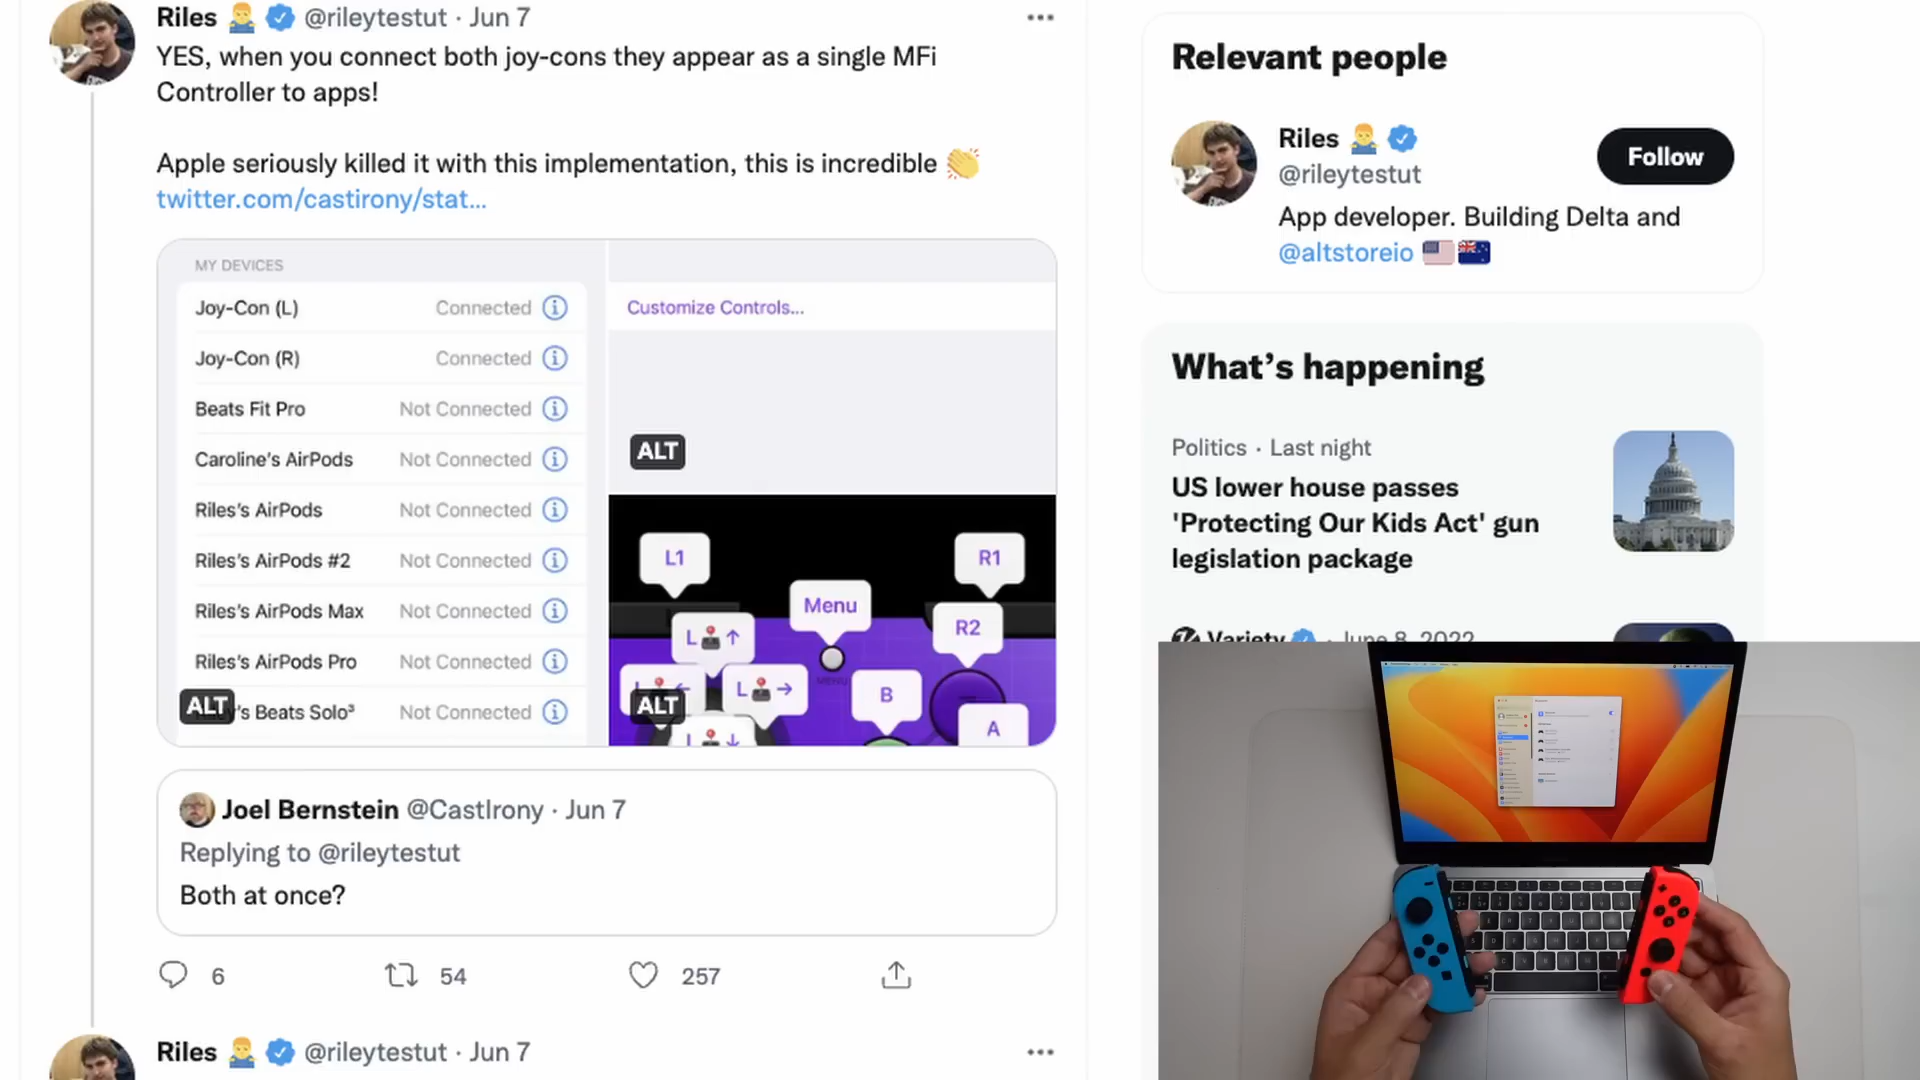 Riles @rileytestut · Jun 7
YES, when you connect both joy-cons they appear as a single MFi
Controller to apps!
Apple seriously killed it with this implementation, this is incredible
twitter.com/castirony/stat...
MY DEVICES
Joy-Con (L) Connected
Joy-Con (R) Connected
Beats Fit Pro Not Connected
Caroline's AirPods Not Connected
Riles's AirPods Not Connected
Riles's AirPods #2 Not Connected
Riles's AirPods Max Not Connected
Riles's AirPods Pro Not Connected
ALT 's Beats Solo³ Not Connected
Customize Controls...
ALT
L1
R1
Menu
R2
L ↑
L ←
L →
B
MENU
ALT
A
L ↓
Joel Bernstein @CastIrony · Jun 7
Replying to @rileytestut
Both at once?
6 54 257
Riles @rileytestut · Jun 7
Relevant people
Riles
@rileytestut
Follow
App developer. Building Delta and
@altstoreio
What's happening
Politics · Last night
US lower house passes
'Protecting Our Kids Act' gun
legislation package
Variety · June 8, 2022